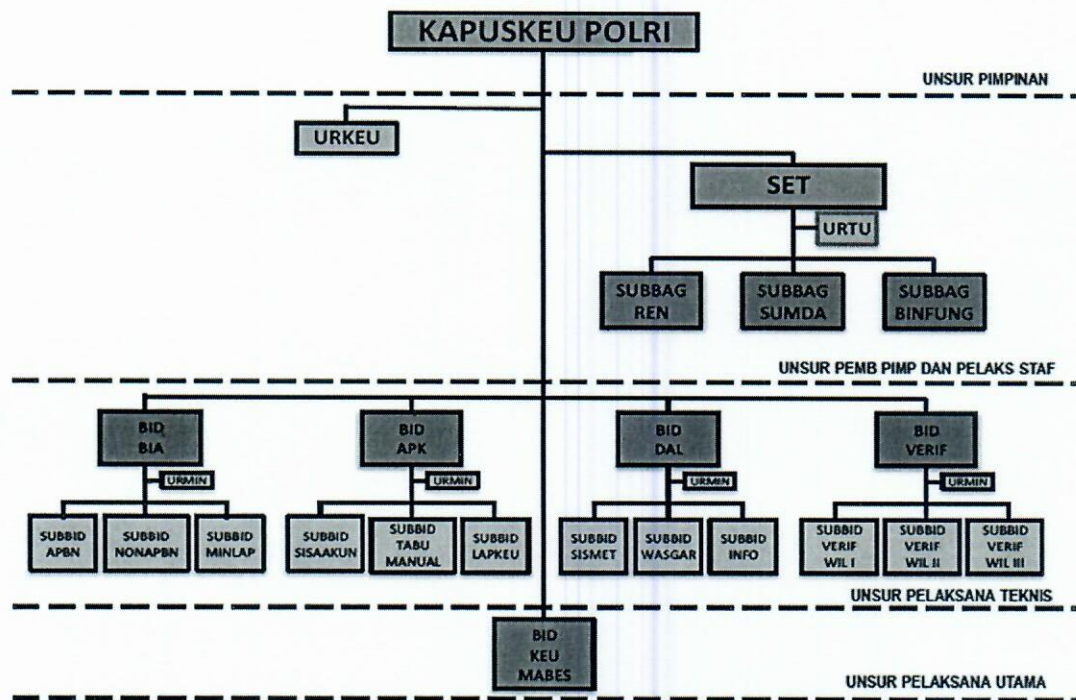 KAPUSKEU POLRI
UNSUR PIMPINAN
URKEU
SET
URTU
SUBBAG
REN
SUBBAG
SUMDA
SUBBAG
BINFUNG
UNSUR PEMB PIMP DAN PELAKS STAF
BID
BIA
BID
APK
BID
DAL
BID
VERIF
URMIN
URMIN
URMIN
URMIN
SUBBID
APBN
SUBBID
NONAPBN
SUBBID
MINLAP
SUBBID
SISAAKUN
SUBBID
TABU
MANUAL
SUBBID
LAPKEU
SUBBID
SISMET
SUBBID
WASGAR
SUBBID
INFO
SUBBID
VERIF
WIL I
SUBBID
VERIF
WIL II
SUBBID
VERIF
WIL III
UNSUR PELAKSANA TEKNIS
BID
KEU
MABES
UNSUR PELAKSANA UTAMA